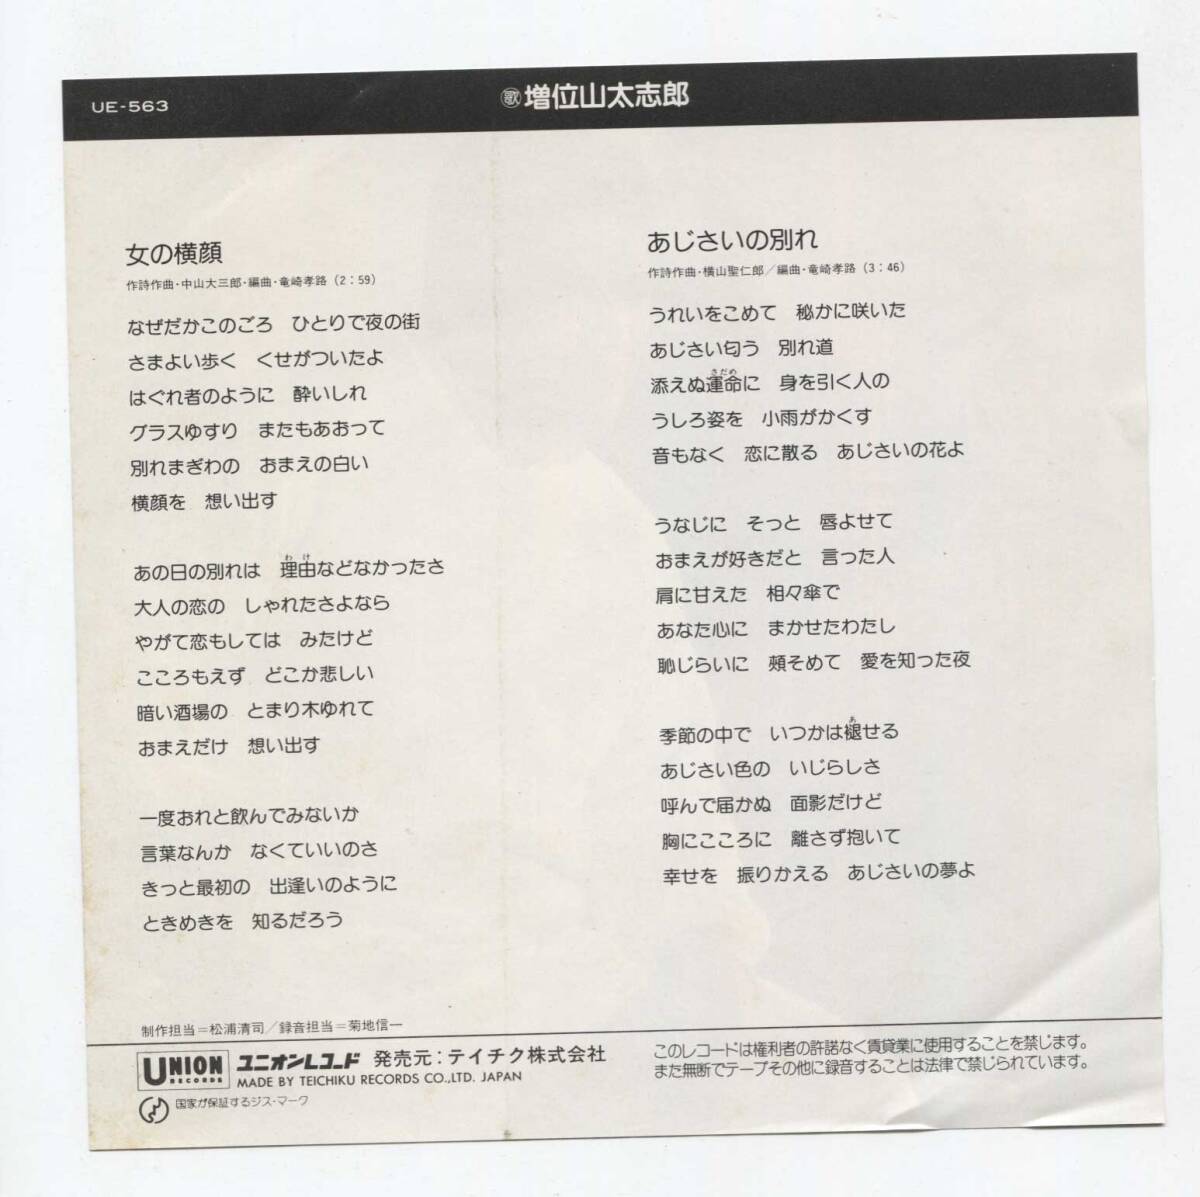 UE-563
歌 増位山太志郎
女の横顔
作詩作曲・中山大三郎・編曲・竜崎孝路(2:59)
なぜだかこのごろ　ひとりで夜の街
さまよい歩く　くせがついたよ
はぐれ者のように　酔いしれ
グラスゆすり　またもあおって
別れまぎわの　おまえの白い
横顔を　想い出す
わけ
あの日の別れは　理由などなかったさ
大人の恋の　しゃれたさよなら
やがて恋もしては　みたけど
こころもえず　どこか悲しい
暗い酒場の　とまり木ゆれて
おまえだけ　想い出す
一度おれと飲んでみないか
言葉なんか　なくていいのさ
きっと最初の　出逢いのように
ときめきを　知るだろう
あじさいの別れ
作詩作曲・横山聖仁郎／編曲・竜崎孝路(3:46)
うれいをこめて　秘かに咲いた
あじさい匂う　別れ道
さだめ
添えぬ運命に　身を引く人の
うしろ姿を　小雨がかくす
音もなく　恋に散る　あじさいの花よ
うなじに　そっと　唇よせて
おまえが好きだと　言った人
肩に甘えた　相々傘で
あなた心に　まかせたわたし
恥じらいに　頬そめて　愛を知った夜
あ
季節の中で　いつかは褪せる
あじさい色の　いじらしさ
呼んで届かぬ　面影だけど
胸にこころに　離さず抱いて
幸せを　振りかえる　あじさいの夢よ
制作担当＝松浦清司／録音担当＝菊地信一
UNION RECORDS
ユニオンレコード 発売元：テイチク株式会社
MADE BY TEICHIKU RECORDS CO.,LTD. JAPAN
国家が保証するジス・マーク
このレコードは権利者の許諾なく賃貸業に使用することを禁じます。
また無断でテープその他に録音することは法律で禁じられています。